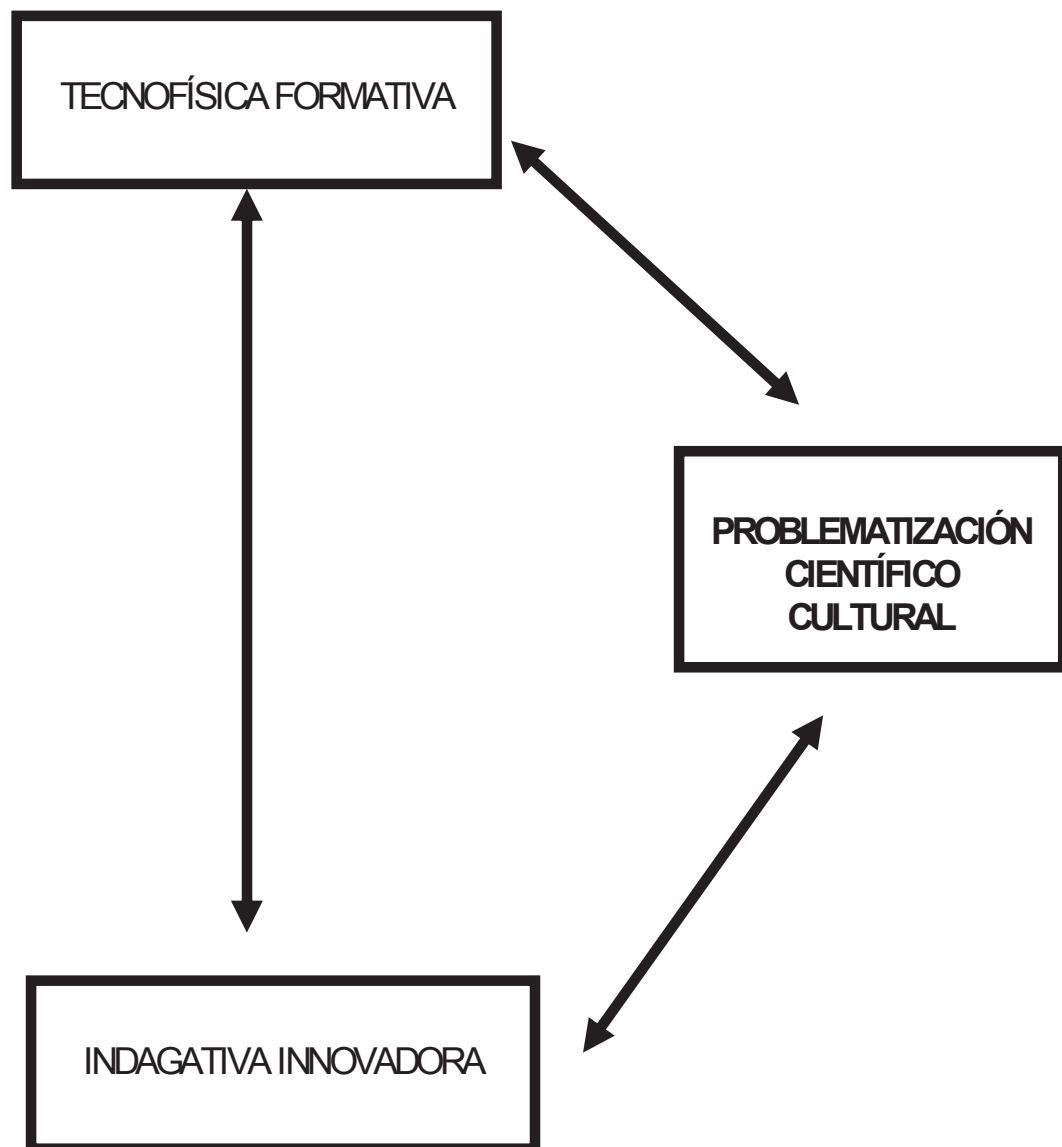 TECNOFÍSICA FORMATIVA
PROBLEMATIZACIÓN
CIENTÍFICO
CULTURAL
INDAGATIVA INNOVADORA